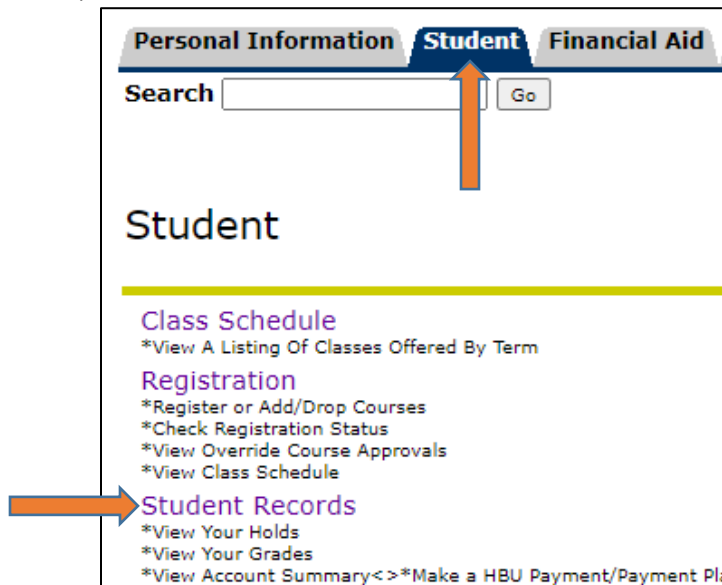 Personal Information Student Financial Aid
Search Go
Student
Class Schedule
*View A Listing Of Classes Offered By Term
Registration
*Register or Add/Drop Courses
*Check Registration Status
*View Override Course Approvals
*View Class Schedule
Student Records
*View Your Holds
*View Your Grades
*View Account Summary<>*Make a HBU Payment/Payment